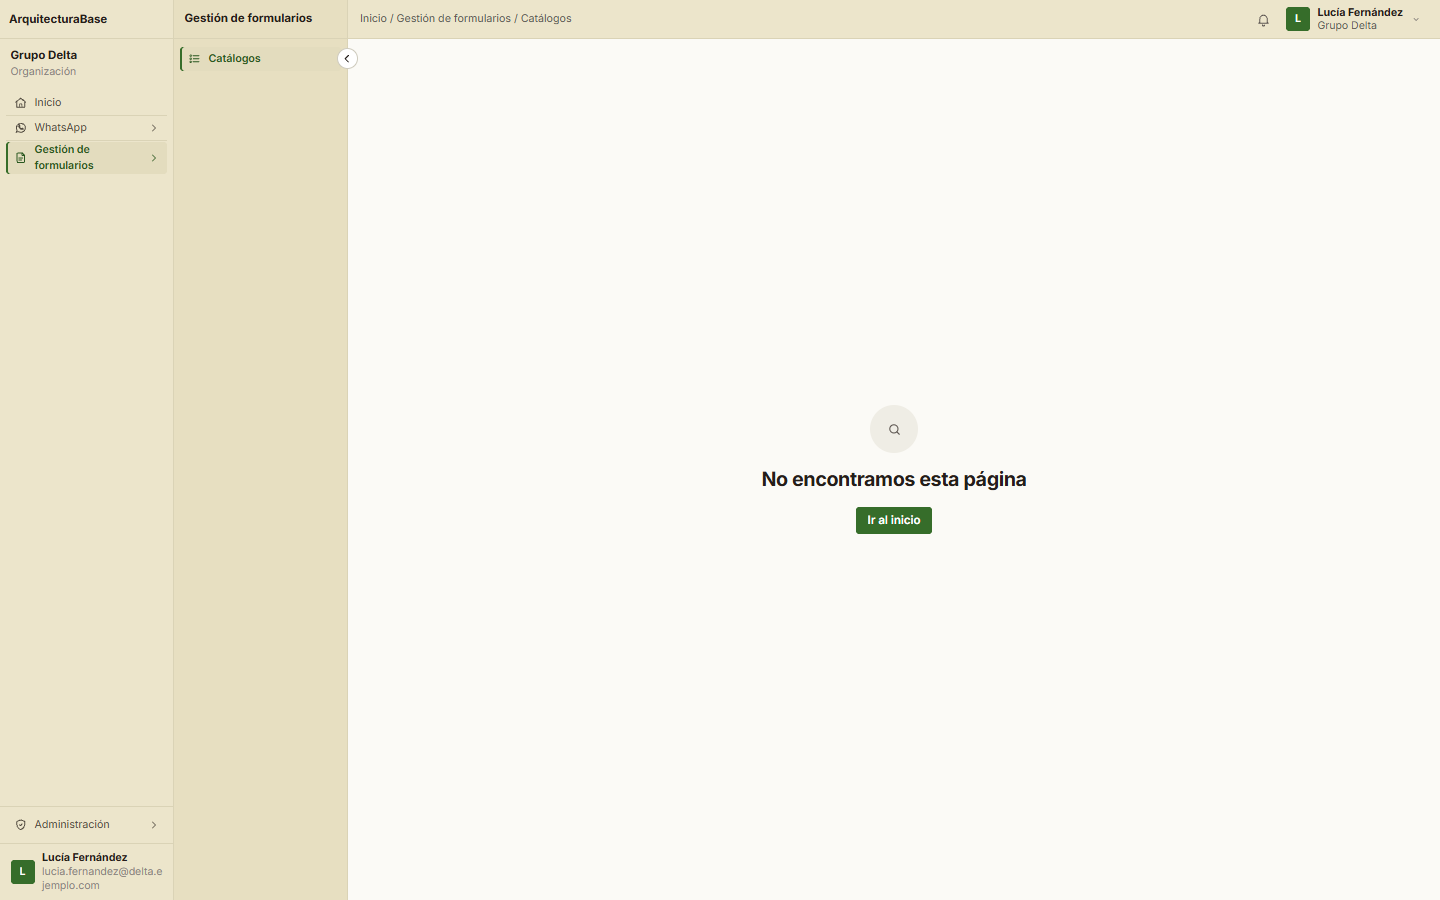 ArquitecturaBase
Grupo Delta
Organización
Inicio
WhatsApp
Gestión de
formularios
Administración
L
Lucía Fernández
lucia.fernandez@delta.e
jemplo.com
Gestión de formularios
Catálogos
Inicio / Gestión de formularios / Catálogos
L
Lucía Fernández
Grupo Delta
No encontramos esta página
Ir al inicio